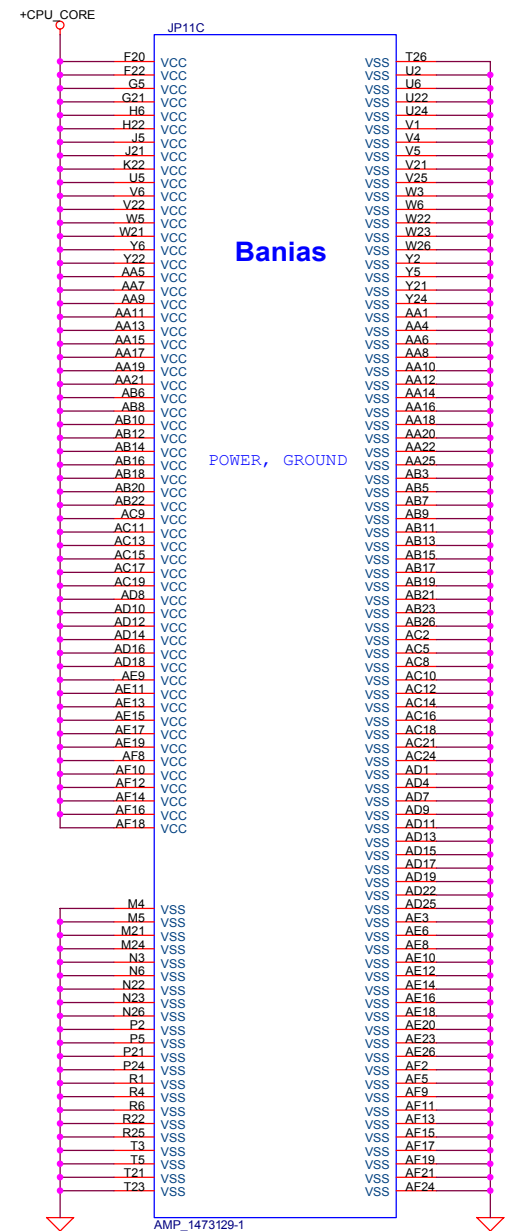 +CPU_CORE
JP11C
F20 VCC
F22 VCC
G5 VCC
G21 VCC
H6 VCC
H22 VCC
J5 VCC
J21 VCC
K22 VCC
U5 VCC
V6 VCC
V22 VCC
W5 VCC
W21 VCC
Y6 VCC
Y22 VCC
AA5 VCC
AA7 VCC
AA9 VCC
AA11 VCC
AA13 VCC
AA15 VCC
AA17 VCC
AA19 VCC
AA21 VCC
AB6 VCC
AB8 VCC
AB10 VCC
AB12 VCC
AB14 VCC
AB16 VCC
AB18 VCC
AB20 VCC
AB22 VCC
AC9 VCC
AC11 VCC
AC13 VCC
AC15 VCC
AC17 VCC
AC19 VCC
AD8 VCC
AD10 VCC
AD12 VCC
AD14 VCC
AD16 VCC
AD18 VCC
AE9 VCC
AE11 VCC
AE13 VCC
AE15 VCC
AE17 VCC
AE19 VCC
AF8 VCC
AF10 VCC
AF12 VCC
AF14 VCC
AF16 VCC
AF18 VCC
M4 VSS
M5 VSS
M21 VSS
M24 VSS
N3 VSS
N6 VSS
N22 VSS
N23 VSS
N26 VSS
P2 VSS
P5 VSS
P21 VSS
P24 VSS
R1 VSS
R4 VSS
R6 VSS
R22 VSS
R25 VSS
T3 VSS
T5 VSS
T21 VSS
T23 VSS
Banias
POWER, GROUND
VSS T26
VSS U2
VSS U6
VSS U22
VSS U24
VSS V1
VSS V4
VSS V5
VSS V21
VSS V25
VSS W3
VSS W6
VSS W22
VSS W23
VSS W26
VSS Y2
VSS Y5
VSS Y21
VSS Y24
VSS AA1
VSS AA4
VSS AA6
VSS AA8
VSS AA10
VSS AA12
VSS AA14
VSS AA16
VSS AA18
VSS AA20
VSS AA22
VSS AA25
VSS AB3
VSS AB5
VSS AB7
VSS AB9
VSS AB11
VSS AB13
VSS AB15
VSS AB17
VSS AB19
VSS AB21
VSS AB23
VSS AB26
VSS AC2
VSS AC5
VSS AC8
VSS AC10
VSS AC12
VSS AC14
VSS AC16
VSS AC18
VSS AC21
VSS AC24
VSS AD1
VSS AD4
VSS AD7
VSS AD9
VSS AD11
VSS AD13
VSS AD15
VSS AD17
VSS AD19
VSS AD22
VSS AD25
VSS AE3
VSS AE6
VSS AE8
VSS AE10
VSS AE12
VSS AE14
VSS AE16
VSS AE18
VSS AE20
VSS AE23
VSS AE26
VSS AF2
VSS AF5
VSS AF9
VSS AF11
VSS AF13
VSS AF15
VSS AF17
VSS AF19
VSS AF21
VSS AF24
AMP_1473129-1